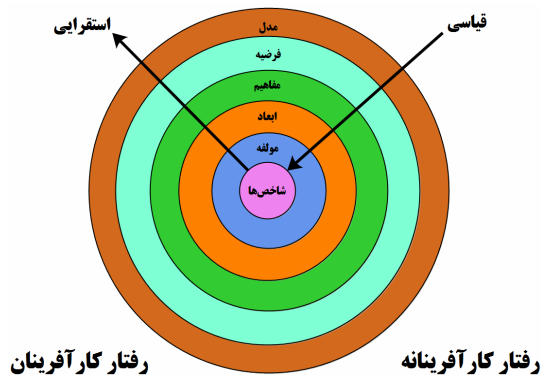 قیاسی
استقرایی
مدل
فرضیه
مفاهیم
ابعاد
مولفه
شاخص‌ها
رفتار کارآفرینانه
رفتار کارآفرینان